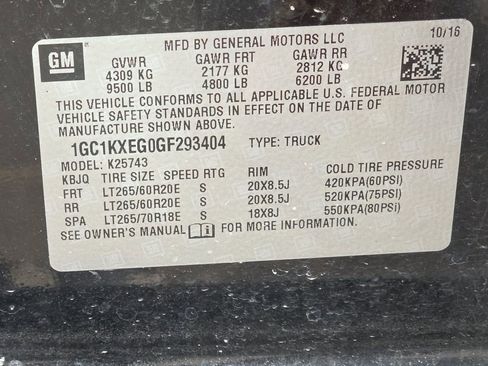 GM
MFD BY GENERAL MOTORS LLC 10/16
GVWR GAWR FRT GAWR RR
4309 KG 2177 KG 2812 KG
9500 LB 4800 LB 6200 LB
THIS VEHICLE CONFORMS TO ALL APPLICABLE U.S. FEDERAL MOTOR
VEHICLE SAFETY STANDARDS IN EFFECT ON THE DATE OF
MANUFACTURE SHOWN ABOVE.
1GC1KXEG0GF293404 TYPE: TRUCK
MODEL: K25743
KBJQ TIRE SIZE SPEED RTG RIM COLD TIRE PRESSURE
FRT LT265/60R20E S 20X8.5J 420KPA(60PSI)
RR LT265/60R20E S 20X8.5J 520KPA(75PSI)
SPA LT265/70R18E S 18X8J 550KPA(80PSI)
SEE OWNER'S MANUAL i FOR MORE INFORMATION